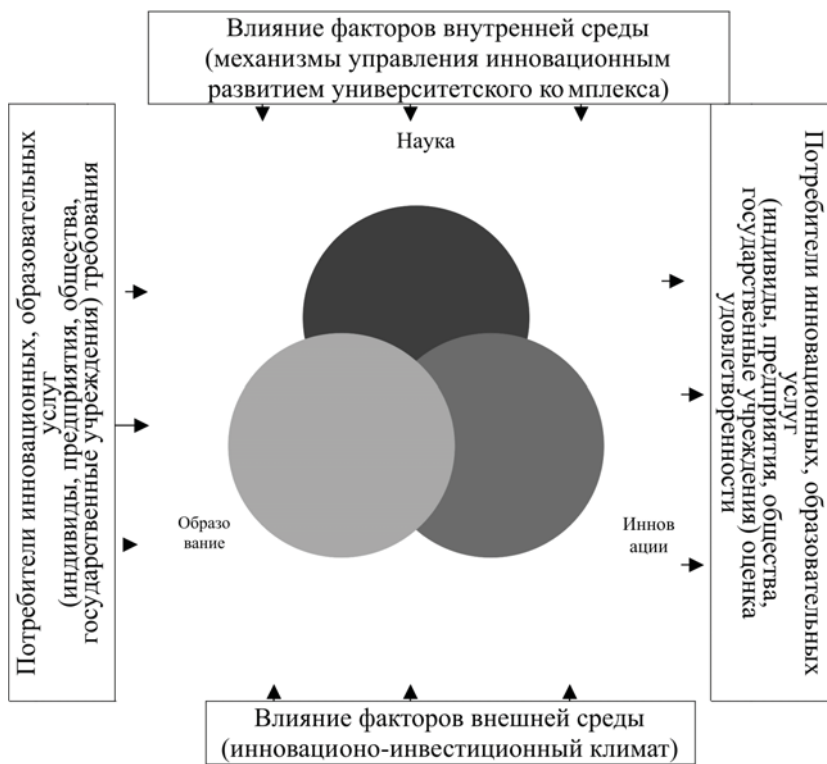 Влияние факторов внутренней среды
(механизмы управления инновационным
развитием университетского ко мплекса)
Наука
Потребители инновационных, образовательных
услуг
(индивиды, предприятия, общества,
государственные учреждения) требования
Потребители инновационных, образовательных
услуг
(индивиды, предприятия, общества,
государственные учреждения) оценка
удовлетворенности
Образо
вание
Иннов
ации
Влияние факторов внешней среды
(инновационо-инвестиционный климат)